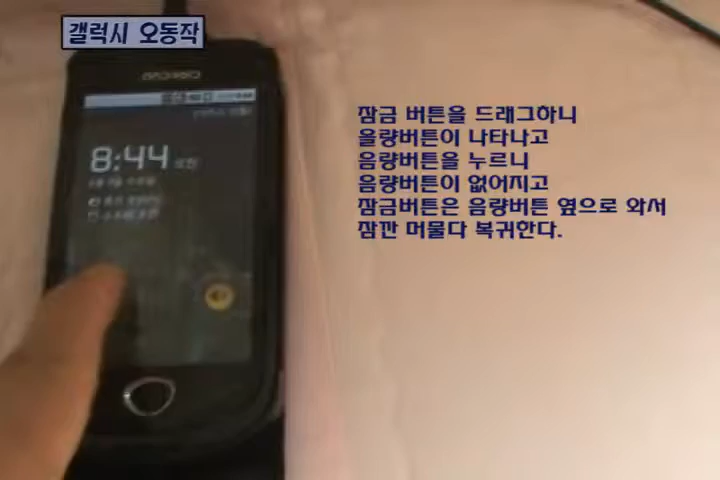 갤럭시 오동작
잠금 버튼을 드래그하니
올량버튼이 나타나고
음량버튼을 누르니
음량버튼이 없어지고
잠금버튼은 음량버튼 옆으로 와서
잠깐 머물다 복귀한다.
8:44